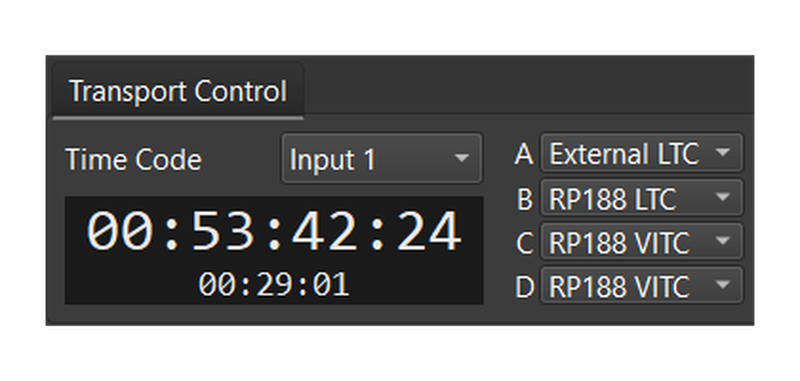 Transport Control
Time Code Input 1
00:53:42:24
00:29:01
A External LTC
B RP188 LTC
C RP188 VITC
D RP188 VITC